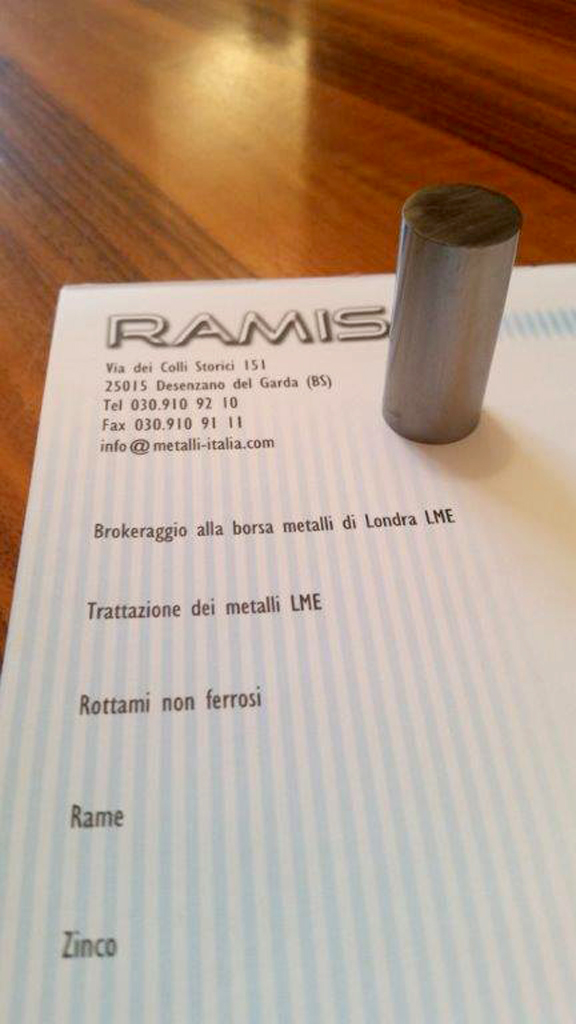 RAMIS
Via dei Colli Storici 151
25015 Desenzano del Garda (BS)
Tel 030.910 92 10
Fax 030.910 91 11
info@metalli-italia.com
Brokeraggio alla borsa metalli di Londra LME
Trattazione dei metalli LME
Rottami non ferrosi
Rame
Zinco